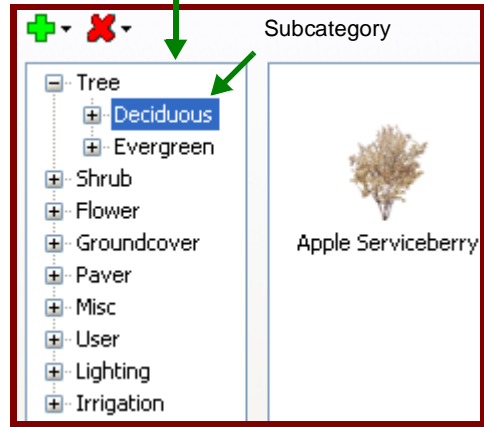 Subcategory
Tree
Deciduous
Evergreen
Shrub
Flower
Groundcover
Paver
Misc
User
Lighting
Irrigation
Apple Serviceberry